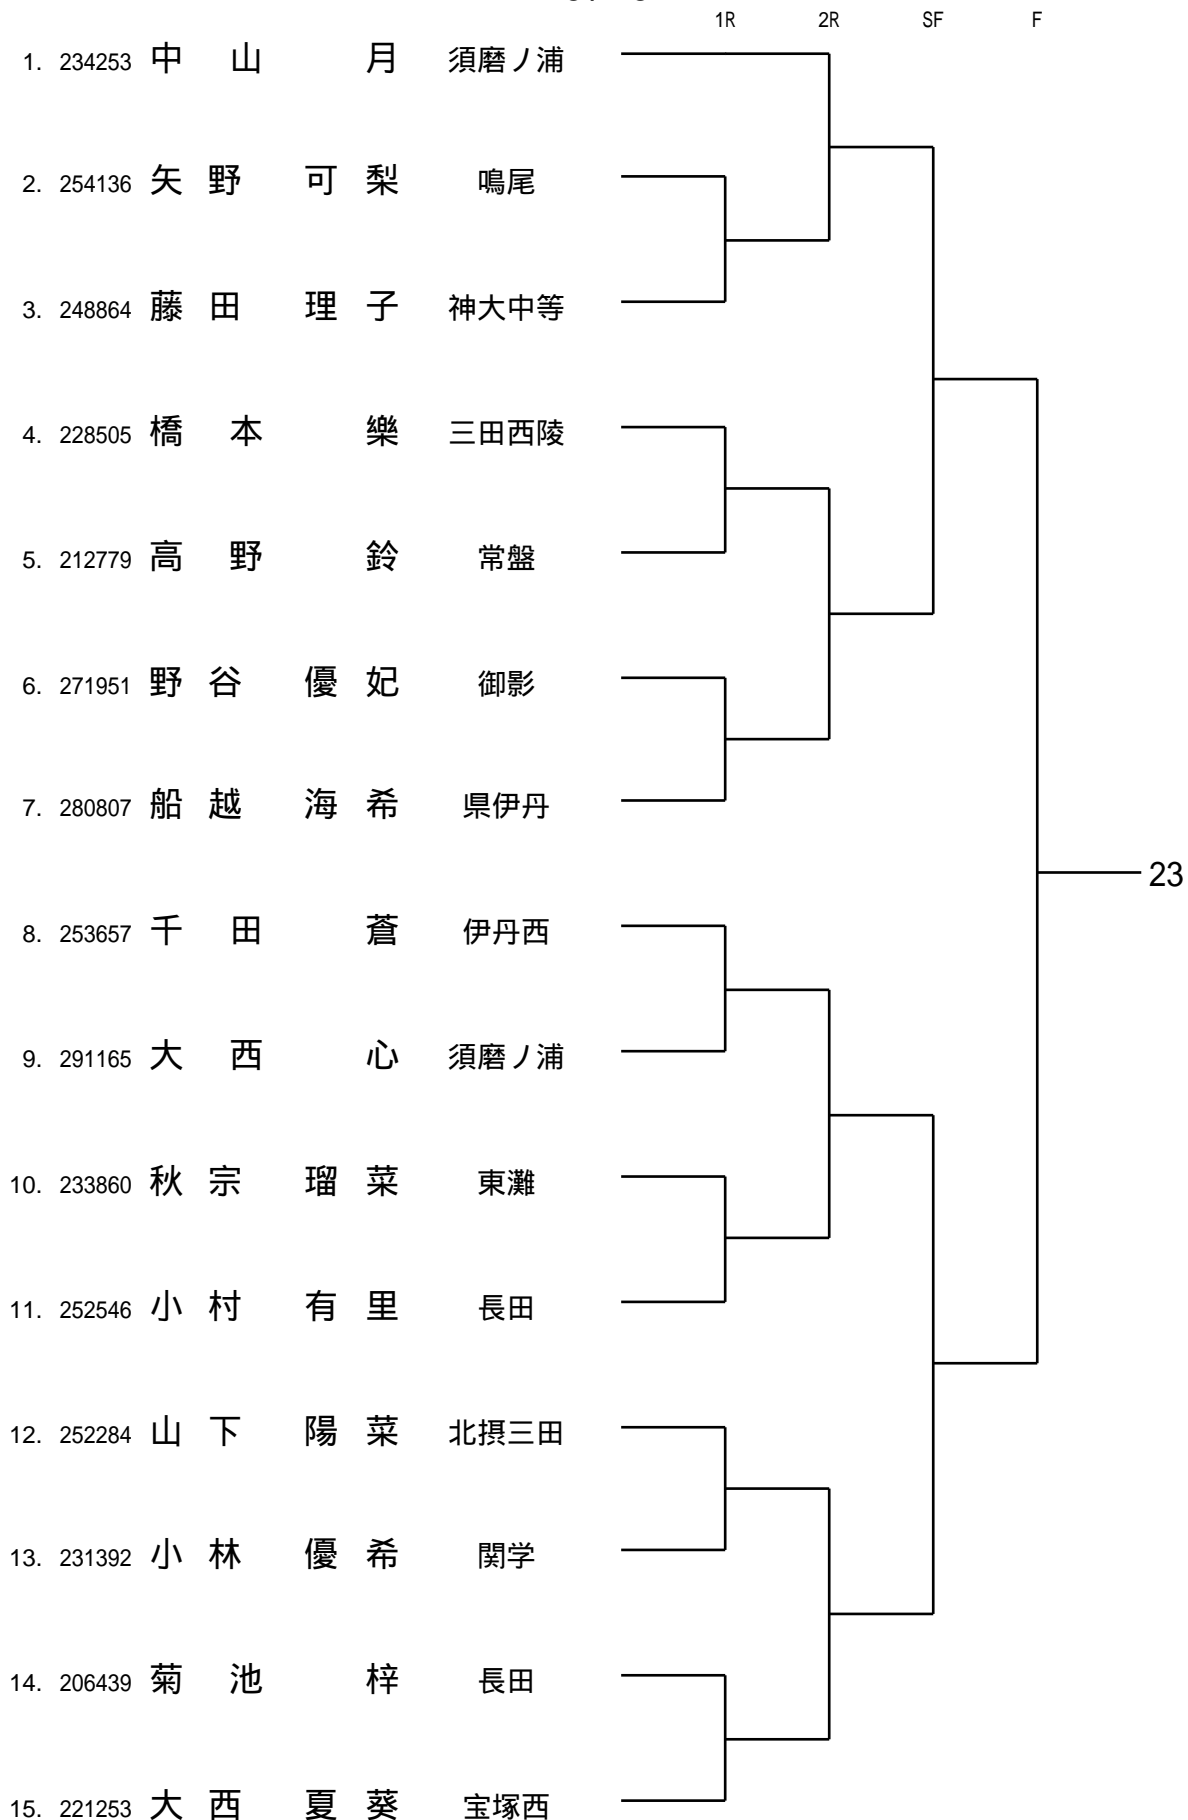 1R 2R SF F
1. 234253 中 山 月 須磨ノ浦
2. 254136 矢 野 可 梨 鳴尾
3. 248864 藤 田 理 子 神大中等
4. 228505 橋 本 樂 三田西陵
5. 212779 高 野 鈴 常盤
6. 271951 野 谷 優 妃 御影
7. 280807 船 越 海 希 県伊丹
23
8. 253657 千 田 蒼 伊丹西
9. 291165 大 西 心 須磨ノ浦
10. 233860 秋 宗 瑠 菜 東灘
11. 252546 小 村 有 里 長田
12. 252284 山 下 陽 菜 北摂三田
13. 231392 小 林 優 希 関学
14. 206439 菊 池 梓 長田
15. 221253 大 西 夏 葵 宝塚西